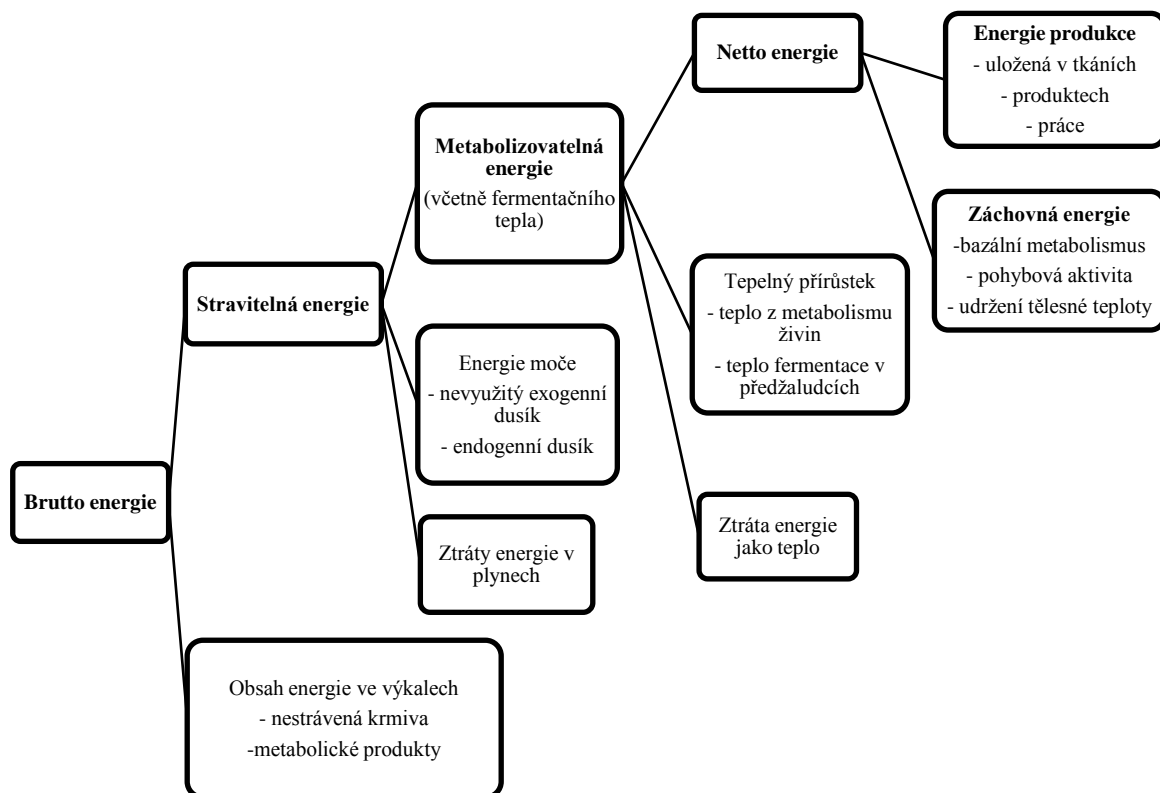 Brutto energie
Stravitelná energie
Obsah energie ve výkalech
- nestrávená krmiva
-metabolické produkty
Metabolizovatelná
energie
(včetně fermentačního
tepla)
Energie moče
- nevyužitý exogenní
dusík
- endogenní dusík
Ztráty energie v
plynech
Netto energie
Tepelný přírůstek
- teplo z metabolismu
živin
- teplo fermentace v
předžaludcích
Ztráta energie
jako teplo
Energie produkce
- uložená v tkáních
- produktech
- práce
Záchovná energie
-bazální metabolismus
- pohybová aktivita
- udržení tělesné teploty